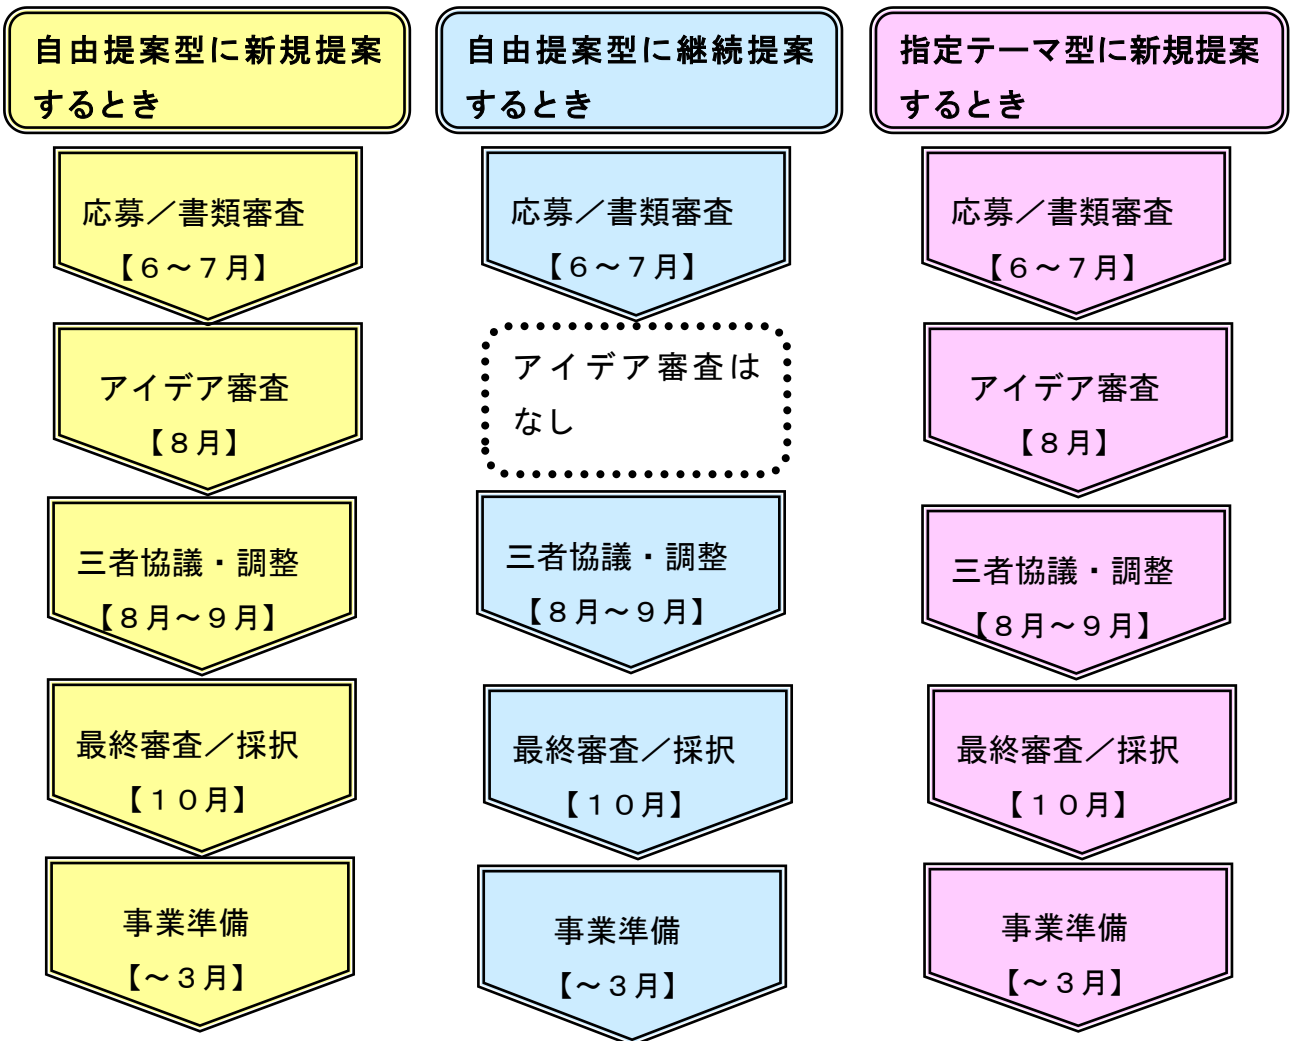 自由提案型に新規提案
するとき
応募／書類審査
【６～７月】
アイデア審査
【８月】
三者協議・調整
【８月～９月】
最終審査／採択
【１０月】
事業準備
【～３月】
自由提案型に継続提案
するとき
応募／書類審査
【６～７月】
アイデア審査は
なし
三者協議・調整
【８月～９月】
最終審査／採択
【１０月】
事業準備
【～３月】
指定テーマ型に新規提案
するとき
応募／書類審査
【６～７月】
アイデア審査
【８月】
三者協議・調整
【８月～９月】
最終審査／採択
【１０月】
事業準備
【～３月】